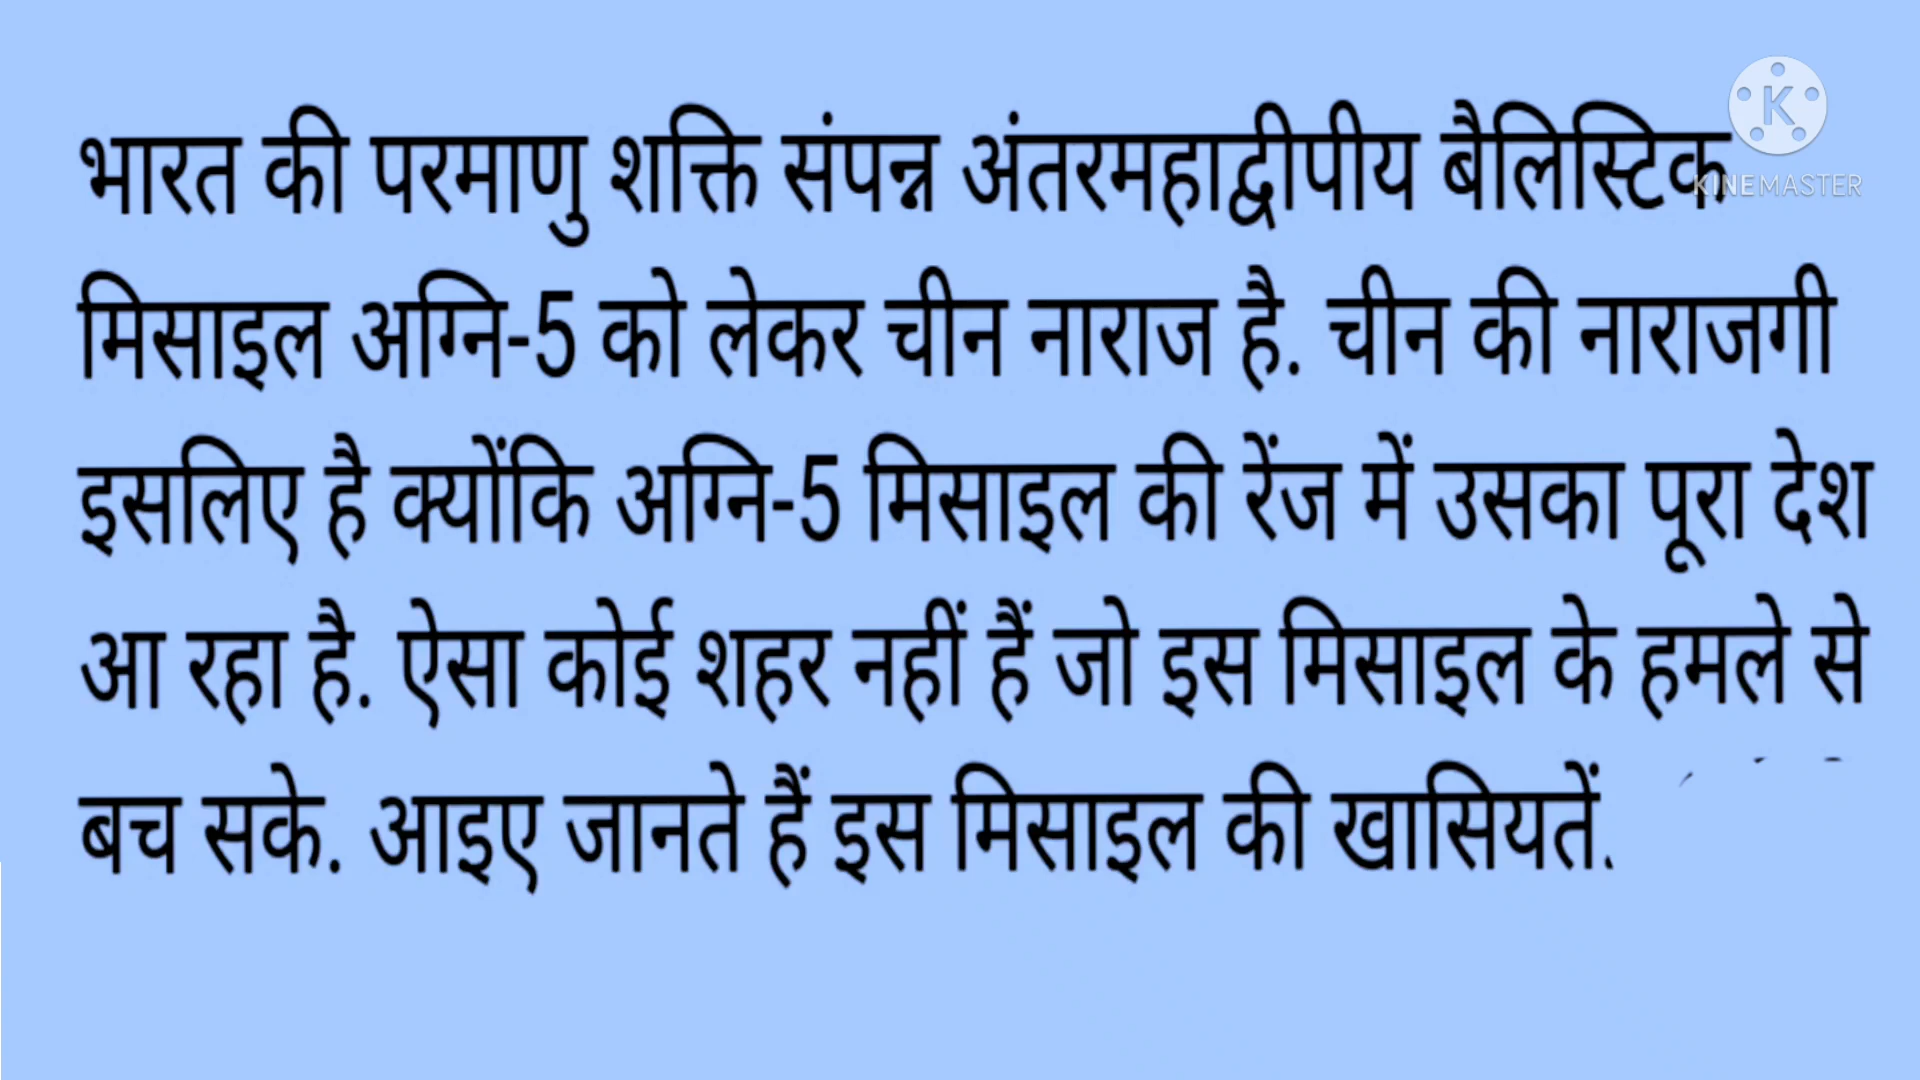 भारत की परमाणु शक्ति संपन्न अंतरमहाद्वीपीय बैलिस्टिक
मिसाइल अग्नि-5 को लेकर चीन नाराज है. चीन की नाराजगी
इसलिए है क्योंकि अग्नि-5 मिसाइल की रेंज में उसका पूरा देश
आ रहा है. ऐसा कोई शहर नहीं हैं जो इस मिसाइल के हमले से
बच सके. आइए जानते हैं इस मिसाइल की खासियतें.
K
KINEMASTER